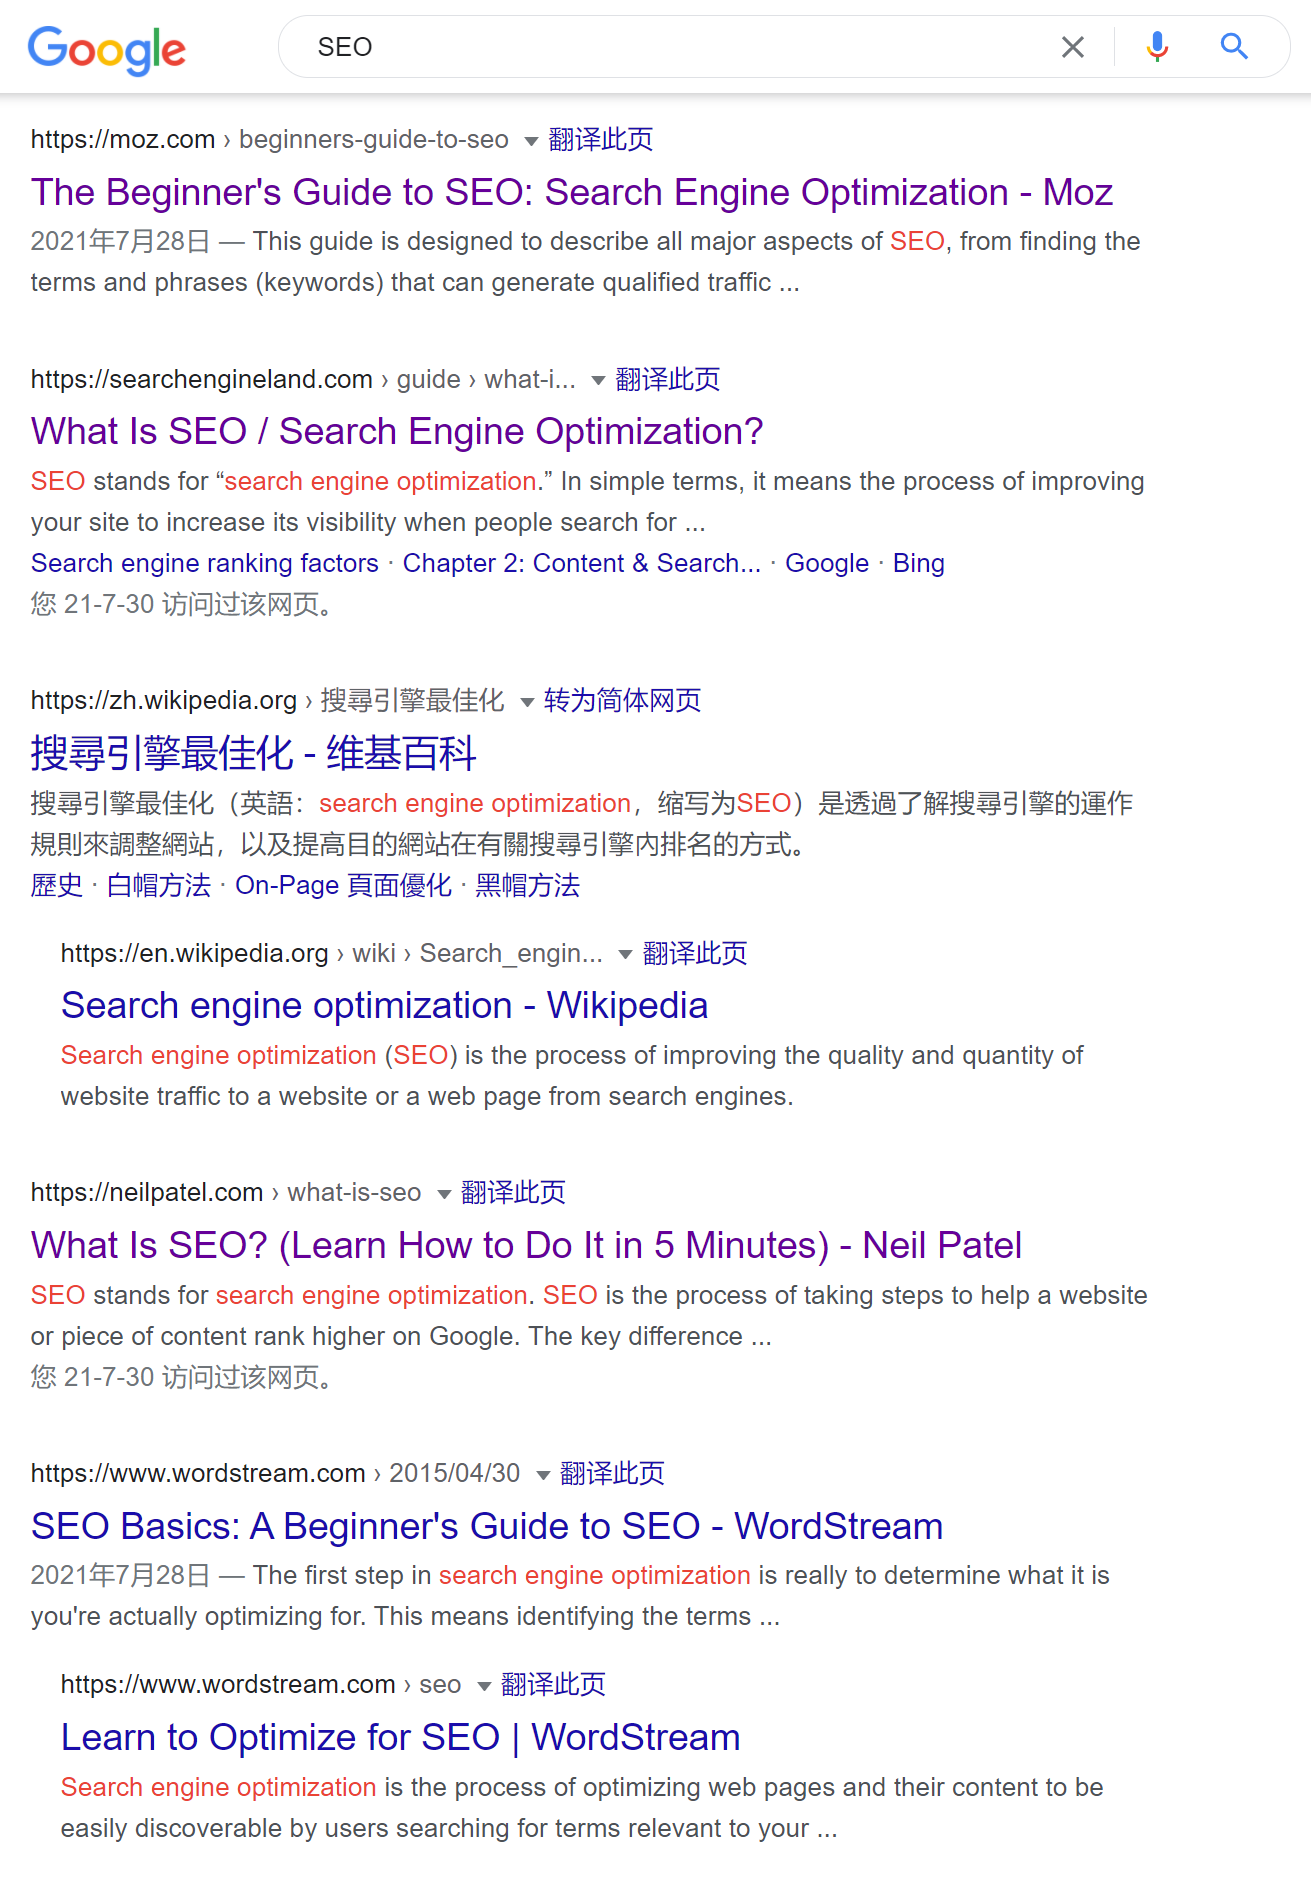 Google
SEO
https://moz.com › beginners-guide-to-seo 翻译此页
The Beginner's Guide to SEO: Search Engine Optimization - Moz
2021年7月28日 — This guide is designed to describe all major aspects of SEO, from finding the
terms and phrases (keywords) that can generate qualified traffic ...
https://searchengineland.com › guide › what-i... 翻译此页
What Is SEO / Search Engine Optimization?
SEO stands for “search engine optimization.” In simple terms, it means the process of improving
your site to increase its visibility when people search for ...
Search engine ranking factors · Chapter 2: Content & Search... · Google · Bing
您 21-7-30 访问过该网页。
https://zh.wikipedia.org › 搜尋引擎最佳化 转为简体网页
搜尋引擎最佳化 - 维基百科
搜尋引擎最佳化（英語：search engine optimization，缩写为SEO）是透過了解搜尋引擎的運作
規則來調整網站，以及提高目的網站在有關搜尋引擎內排名的方式。
歷史 · 白帽方法 · On-Page 頁面優化 · 黑帽方法
https://en.wikipedia.org › wiki › Search_engin... 翻译此页
Search engine optimization - Wikipedia
Search engine optimization (SEO) is the process of improving the quality and quantity of
website traffic to a website or a web page from search engines.
https://neilpatel.com › what-is-seo 翻译此页
What Is SEO? (Learn How to Do It in 5 Minutes) - Neil Patel
SEO stands for search engine optimization. SEO is the process of taking steps to help a website
or piece of content rank higher on Google. The key difference ...
您 21-7-30 访问过该网页。
https://www.wordstream.com › 2015/04/30 翻译此页
SEO Basics: A Beginner's Guide to SEO - WordStream
2021年7月28日 — The first step in search engine optimization is really to determine what it is
you're actually optimizing for. This means identifying the terms ...
https://www.wordstream.com › seo 翻译此页
Learn to Optimize for SEO | WordStream
Search engine optimization is the process of optimizing web pages and their content to be
easily discoverable by users searching for terms relevant to your ...